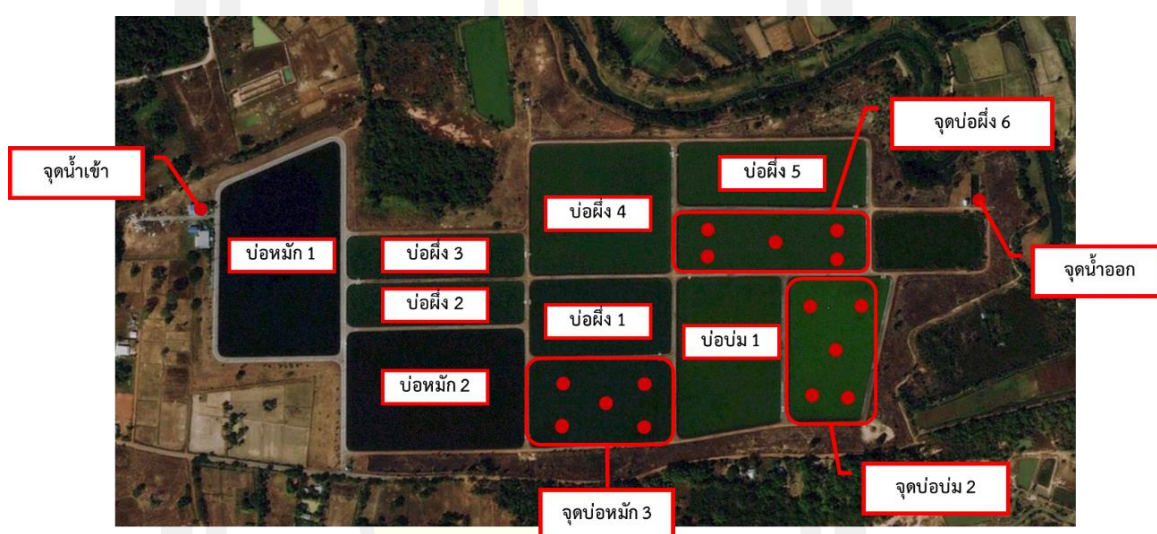 จุดบ่อผึ่ง 6
จุดน้ำเข้า
บ่อผึ่ง 5
บ่อผึ่ง 4
บ่อหมัก 1
บ่อผึ่ง 3
จุดน้ำออก
บ่อผึ่ง 2
บ่อผึ่ง 1
บ่อบ่ม 1
บ่อหมัก 2
จุดบ่อบ่ม 2
จุดบ่อหมัก 3